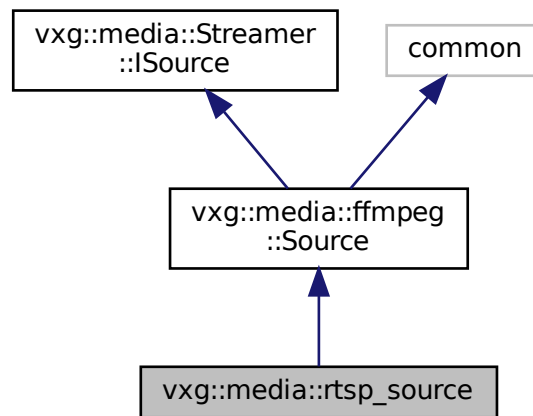 vxg::media::Streamer
::ISource
common
vxg::media::ffmpeg
::Source
vxg::media::rtsp_source